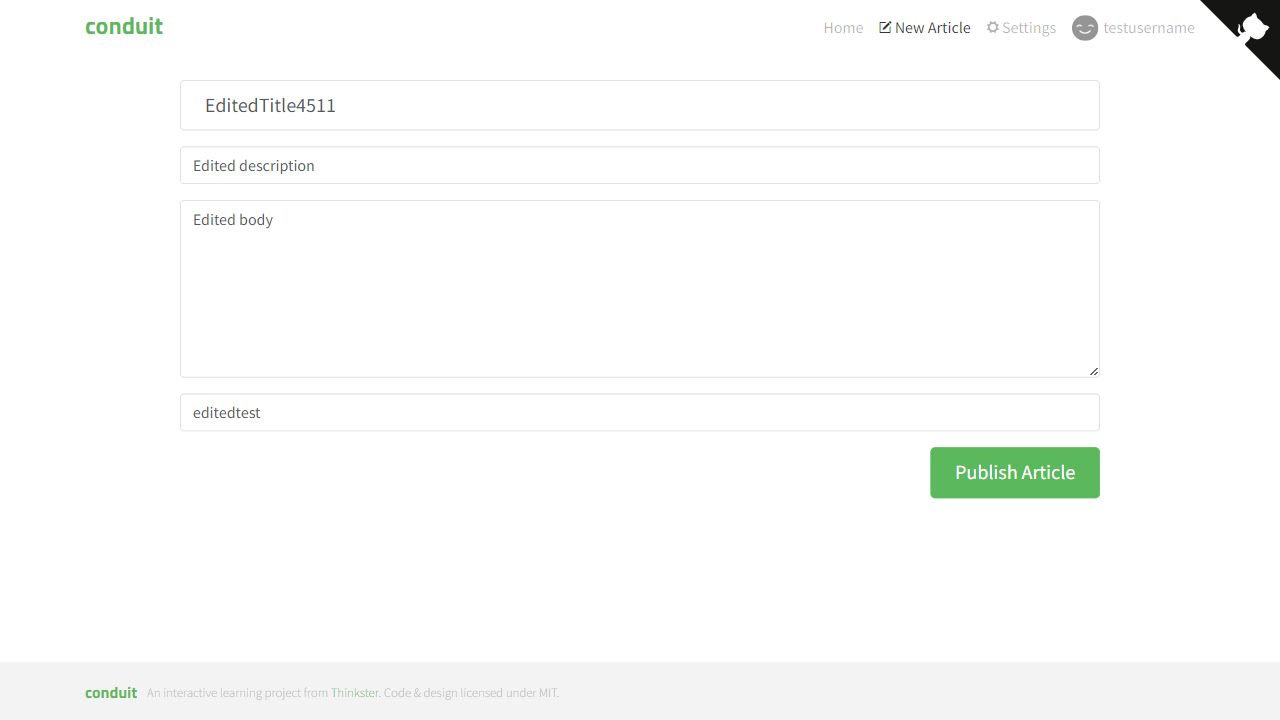 conduit
Home New Article Settings testusername
EditedTitle4511
Edited description
Edited body
editedtest
Publish Article
conduit An interactive learning project from Thinkster. Code & design licensed under MIT.